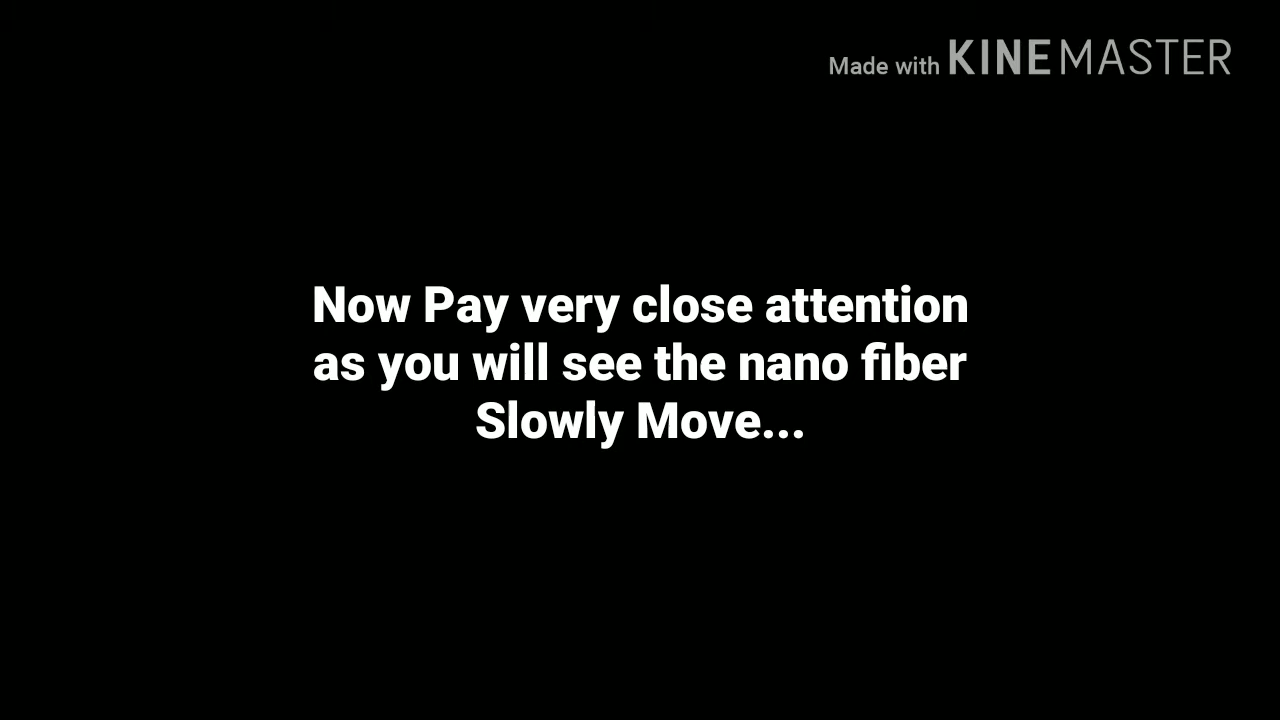 Made with KINEMASTER
Now Pay very close attention
as you will see the nano fiber
Slowly Move...